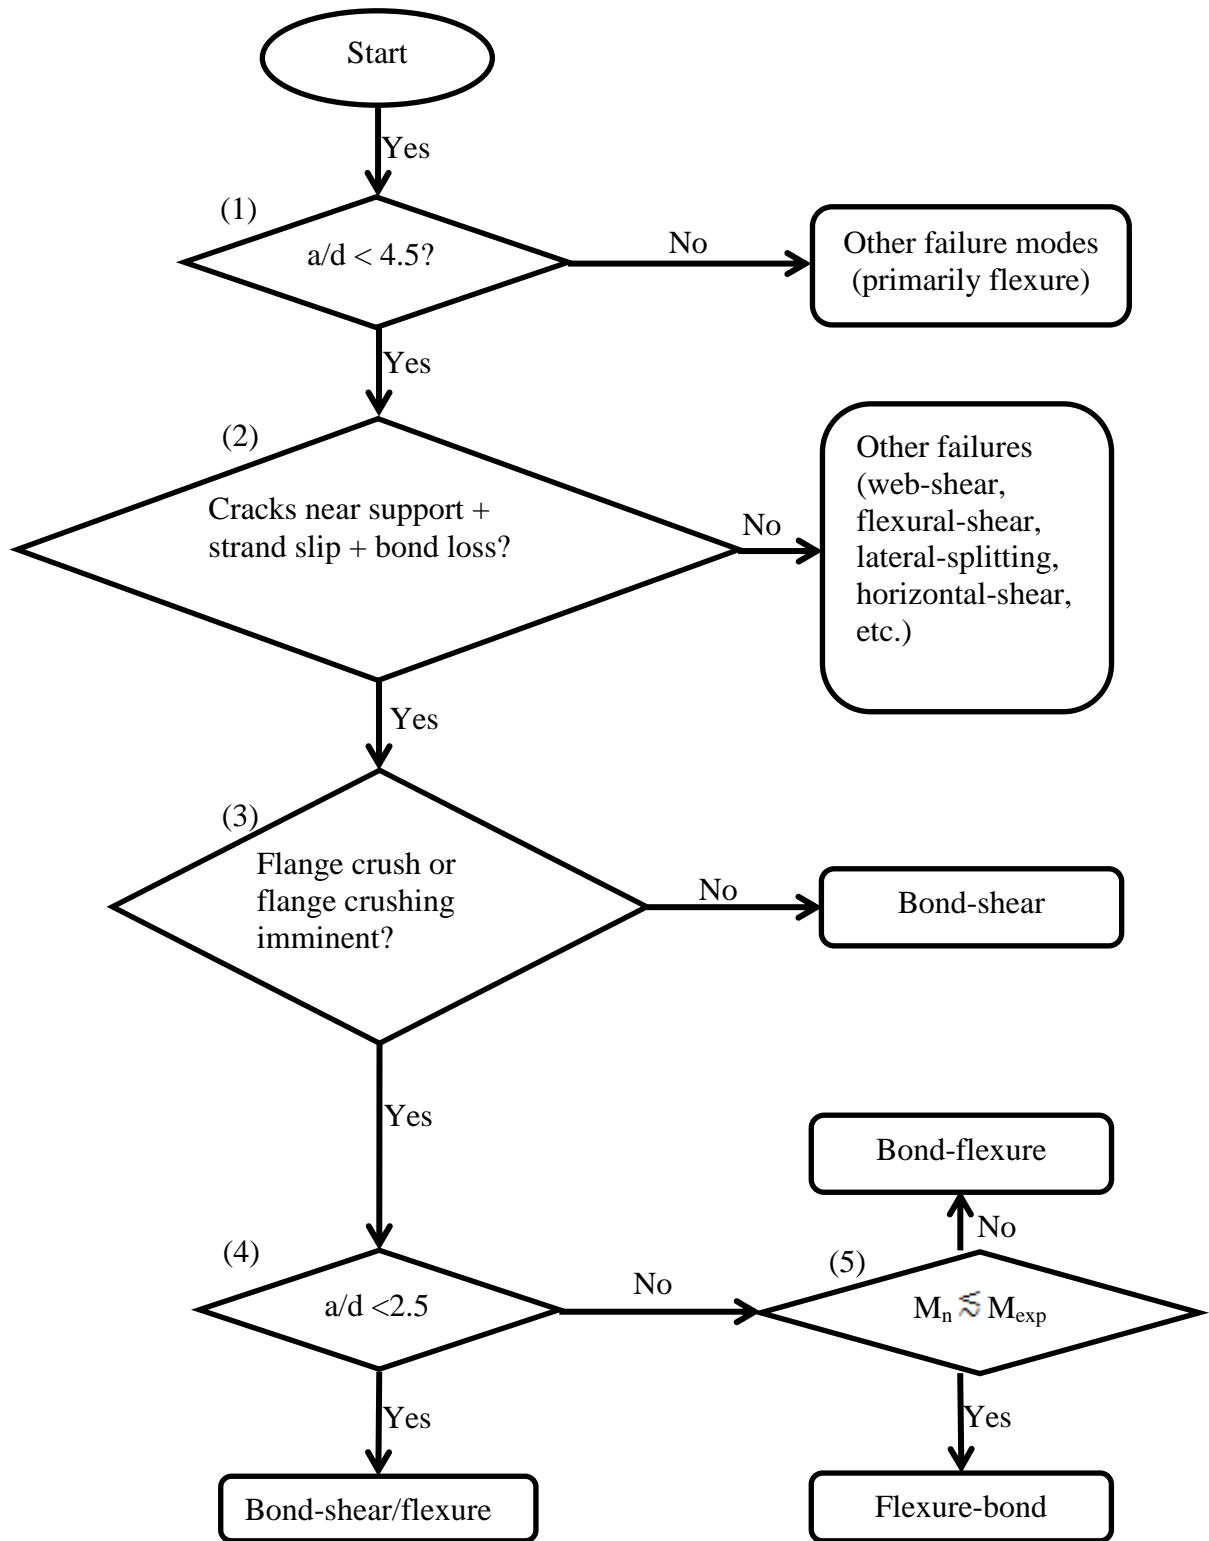 Start
Yes
(1)
a/d < 4.5?
No
Other failure modes
(primarily flexure)
Yes
(2)
Cracks near support +
strand slip + bond loss?
No
Other failures
(web-shear,
flexural-shear,
lateral-splitting,
horizontal-shear,
etc.)
Yes
(3)
Flange crush or
flange crushing
imminent?
No
Bond-shear
Yes
Bond-flexure
No
(4)
a/d <2.5
No
(5)
Mn ⪅ Mexp
Yes
Yes
Bond-shear/flexure
Flexure-bond